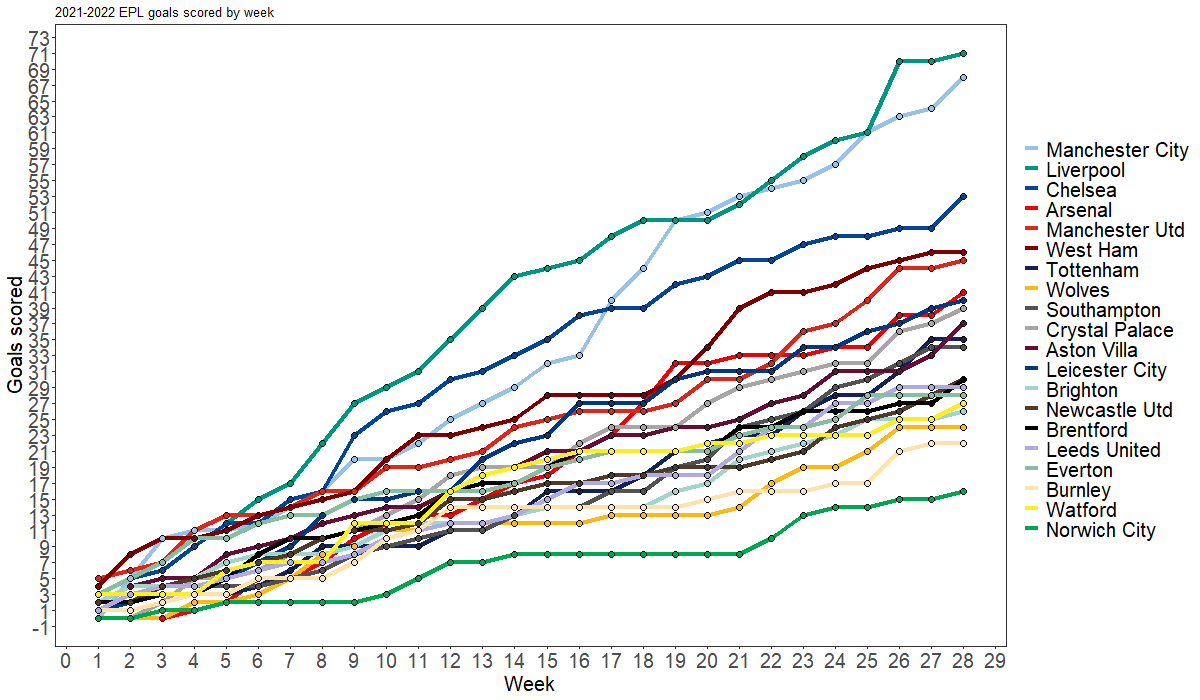 2021-2022 EPL goals scored by week
Goals scored
73
71
69
67
65
63
61
59
57
55
53
51
49
47
45
43
41
39
37
35
33
31
29
27
25
23
21
19
17
15
13
11
9
7
5
3
1
-1
0 1 2 3 4 5 6 7 8 9 10 11 12 13 14 15 16 17 18 19 20 21 22 23 24 25 26 27 28 29
Week
Manchester City
Liverpool
Chelsea
Arsenal
Manchester Utd
West Ham
Tottenham
Wolves
Southampton
Crystal Palace
Aston Villa
Leicester City
Brighton
Newcastle Utd
Brentford
Leeds United
Everton
Burnley
Watford
Norwich City